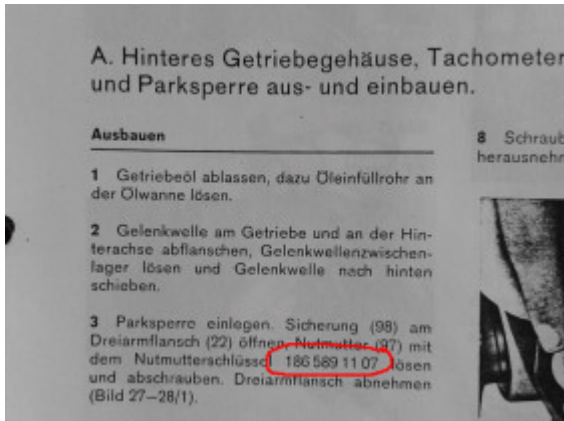 A. Hinteres Getriebegehäuse, Tachometer
und Parksperre aus- und einbauen.
Ausbauen
1 Getriebeöl ablassen, dazu Öleinfüllrohr an
der Ölwanne lösen.
2 Gelenkwelle am Getriebe und an der Hin-
terachse abflanschen, Gelenkwellenzwischen-
lager lösen und Gelenkwelle nach hinten
schieben.
3 Parksperre einlegen. Sicherung (98) am
Dreiarmflansch (22) öffnen, Nutmutter (97) mit
dem Nutmutterschlüssel 186 589 11 07 lösen
und abschrauben. Dreiarmflansch abnehmen
(Bild 27–28/1).
8 Schraub
herausnehm